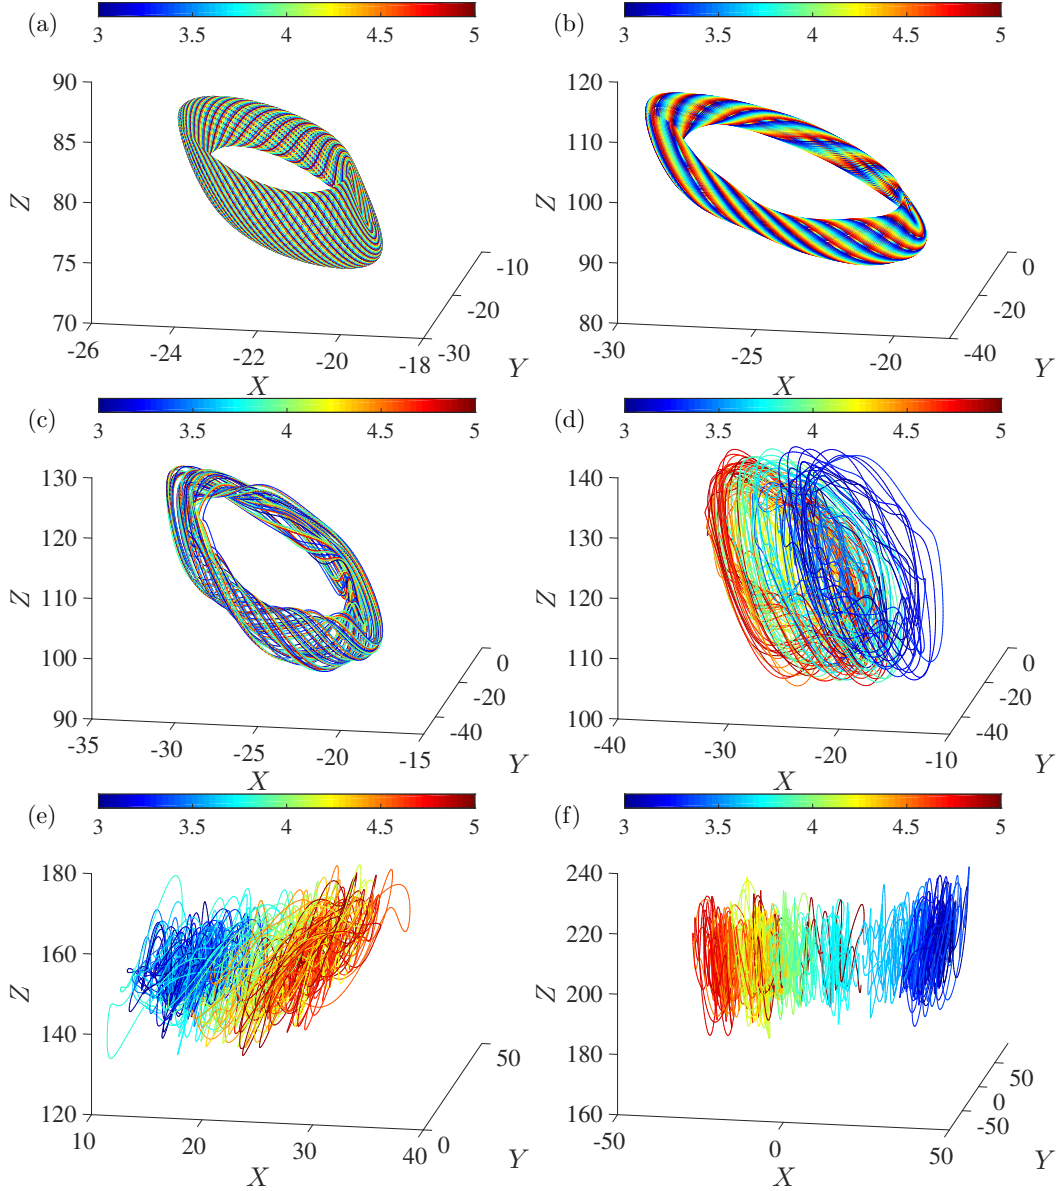 (a)
3 3.5 4 4.5 5
90
85
80
75
70
Z
-26 -24 -22 -20 -18
X
-10
-20
-30
Y
(b)
3 3.5 4 4.5 5
120
110
100
90
80
Z
-30 -25 -20
X
0
-20
-40
Y
(c)
3 3.5 4 4.5 5
130
120
110
100
90
Z
-35 -30 -25 -20 -15
X
0
-20
-40
Y
(d)
3 3.5 4 4.5 5
140
130
120
110
100
Z
-40 -30 -20 -10
X
0
-20
-40
Y
(e)
3 3.5 4 4.5 5
180
160
140
120
Z
10 20 30 40
X
50
0
Y
(f)
3 3.5 4 4.5 5
240
220
200
180
160
Z
-50 0 50
X
50
0
-50
Y